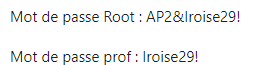 Mot de passe Root : AP2&Iroise29!
Mot de passe prof : Iroise29!